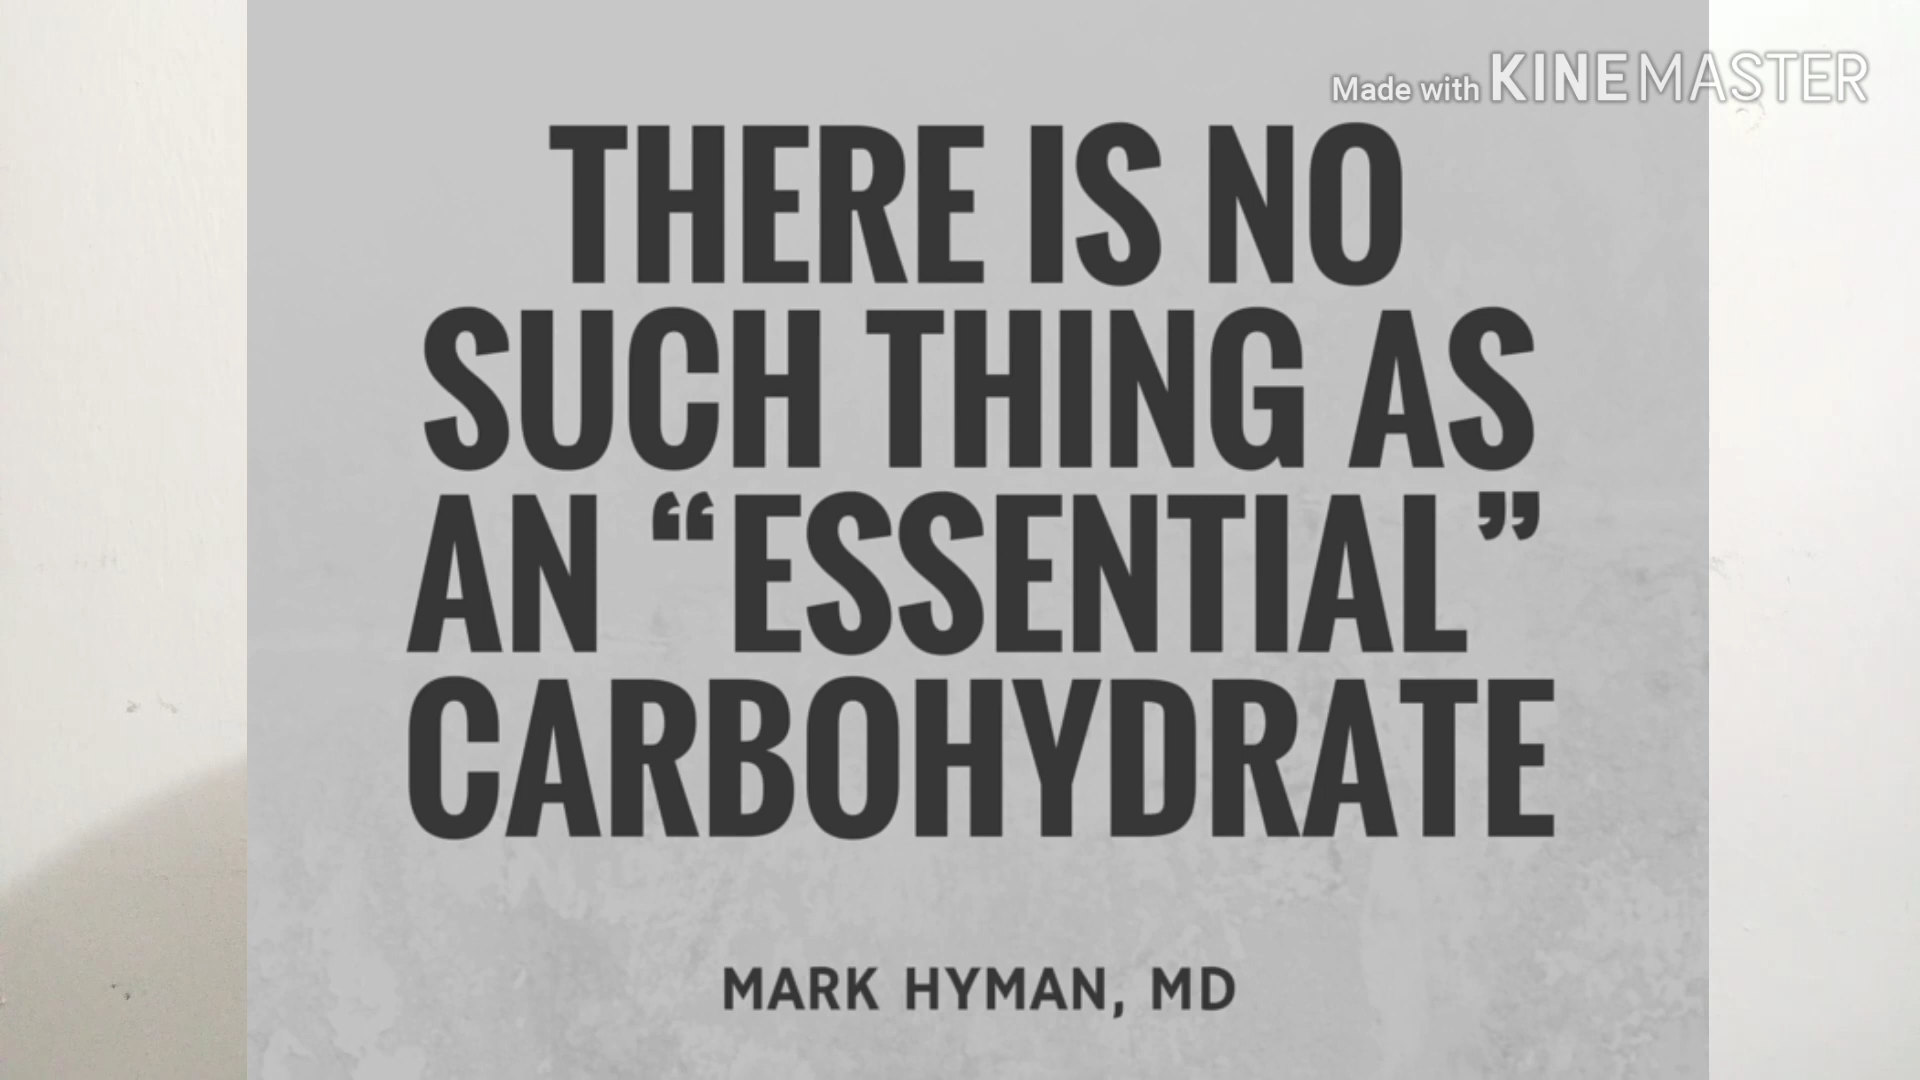 Made with KINEMASTER
THERE IS NO
SUCH THING AS
AN “ESSENTIAL”
CARBOHYDRATE
MARK HYMAN, MD